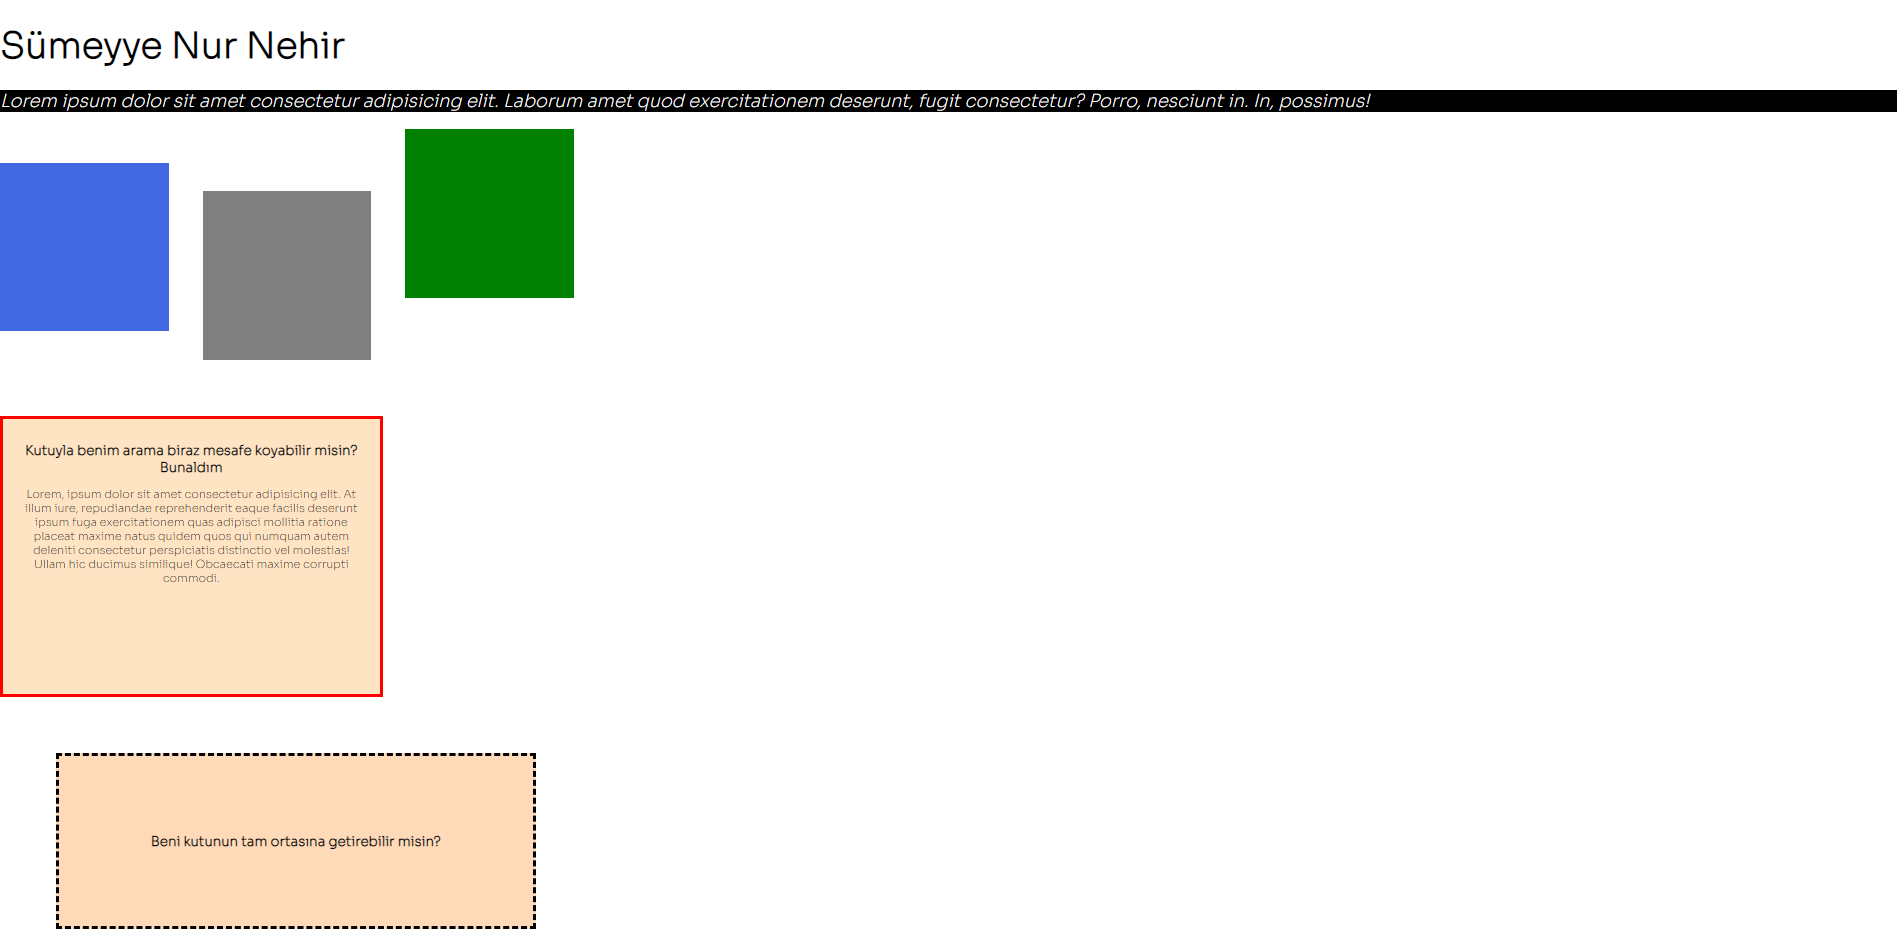 Sümeyye Nur Nehir
Lorem ipsum dolor sit amet consectetur adipisicing elit. Laborum amet quod exercitationem deserunt, fugit consectetur? Porro, nesciunt in. In, possimus!
Kutuyla benim arama biraz mesafe koyabilir misin?
Bunaldım
Lorem, ipsum dolor sit amet consectetur adipisicing elit. At
illum iure, repudiandae reprehenderit eaque facilis deserunt
ipsum fuga exercitationem quas adipisci mollitia ratione
placeat maxime natus quidem quos qui numquam autem
deleniti consectetur perspiciatis distinctio vel molestias!
Ullam hic ducimus similique! Obcaecati maxime corrupti
commodi.
Beni kutunun tam ortasına getirebilir misin?